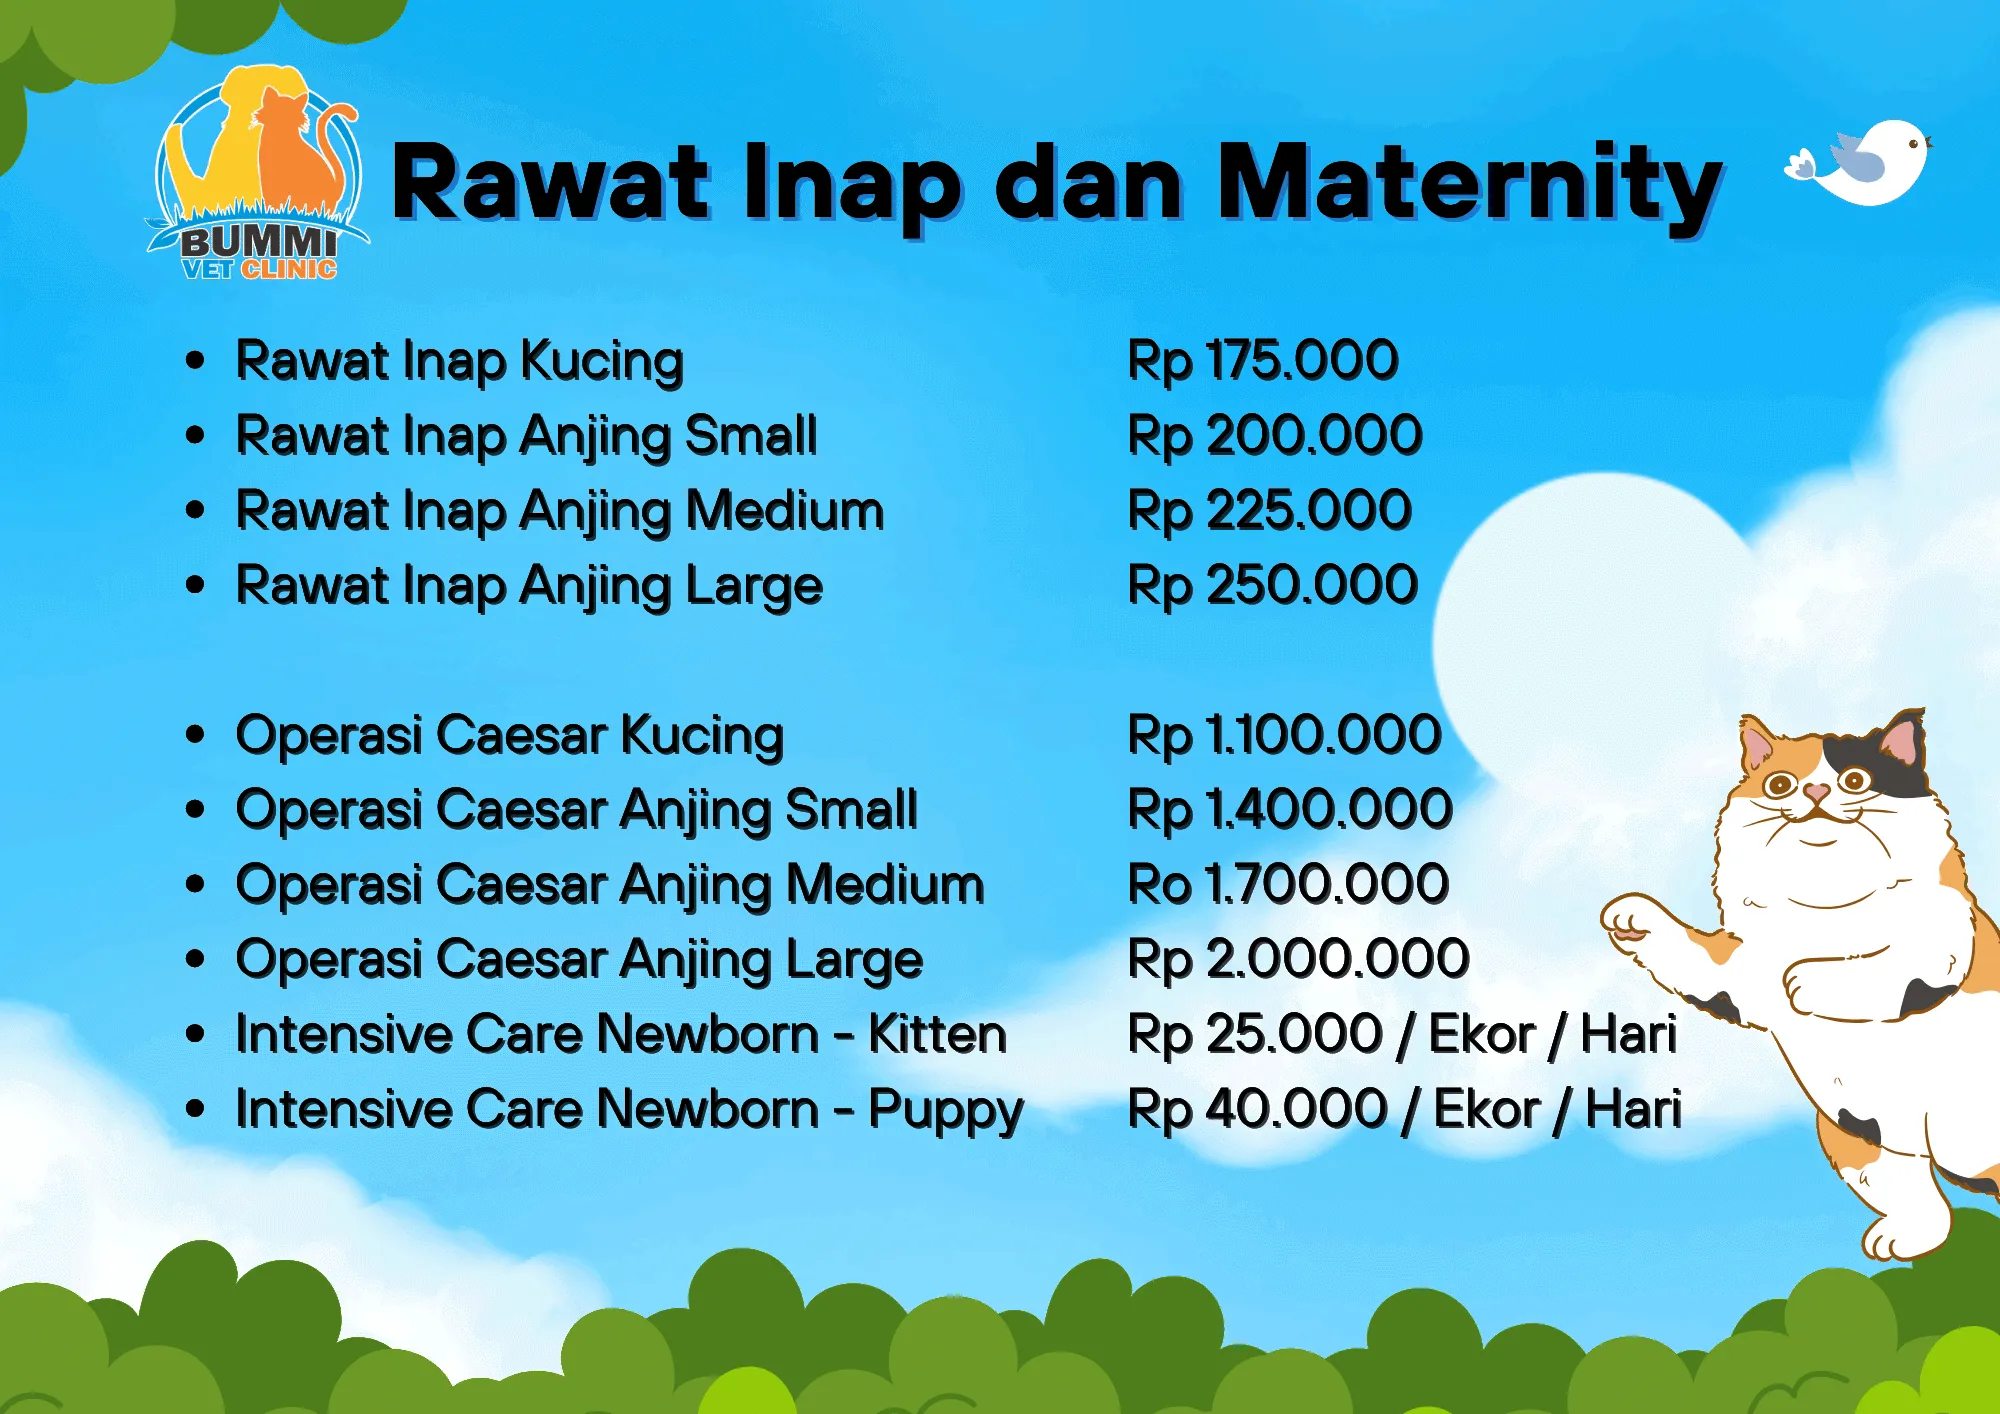 BUMMI
VET CLINIC
Rawat Inap dan Maternity
• Rawat Inap Kucing Rp 175.000
• Rawat Inap Anjing Small Rp 200.000
• Rawat Inap Anjing Medium Rp 225.000
• Rawat Inap Anjing Large Rp 250.000
• Operasi Caesar Kucing Rp 1.100.000
• Operasi Caesar Anjing Small Rp 1.400.000
• Operasi Caesar Anjing Medium Ro 1.700.000
• Operasi Caesar Anjing Large Rp 2.000.000
• Intensive Care Newborn - Kitten Rp 25.000 / Ekor / Hari
• Intensive Care Newborn - Puppy Rp 40.000 / Ekor / Hari